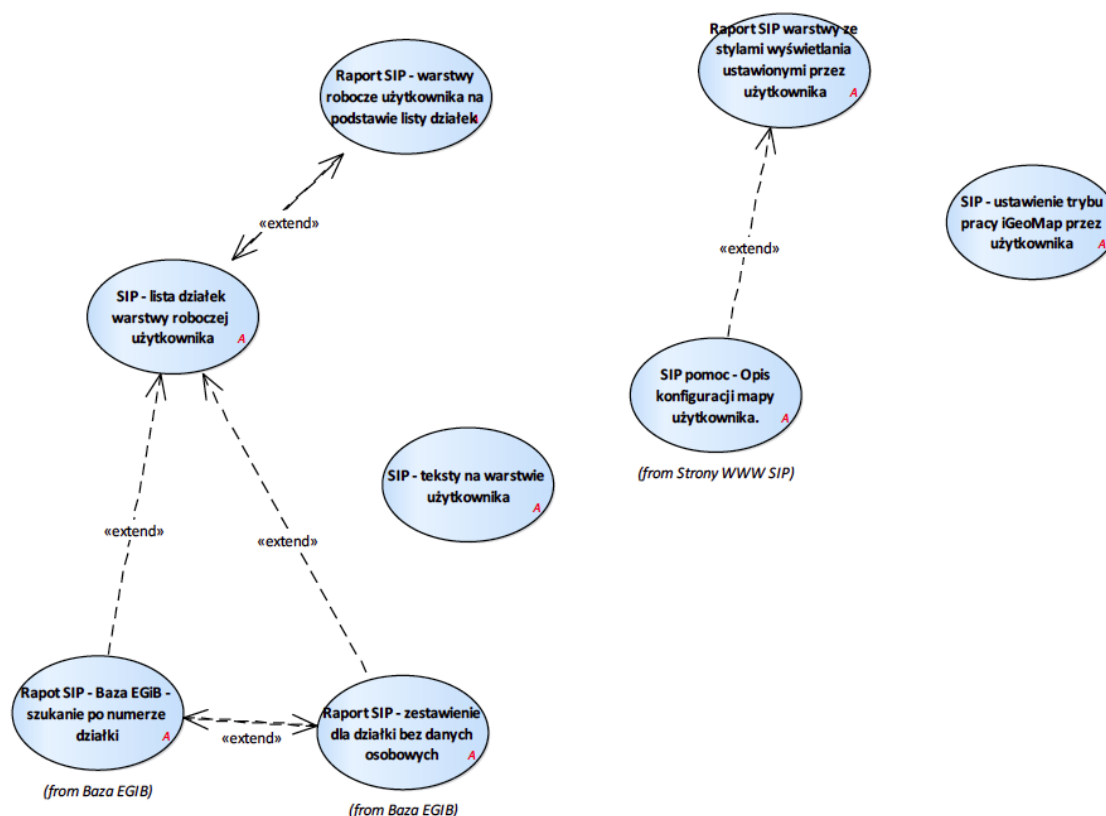 Raport SIP warstwy ze
stylami wyświetlania
ustawionymi przez
użytkownika
A
Raport SIP - warstwy
robocze użytkownika na
podstawie listy działek
A
SIP - ustawienie trybu
pracy iGeoMap przez
użytkownika
A
«extend»
«extend»
SIP - lista działek
warstwy roboczej
użytkownika
A
SIP pomoc - Opis
konfiguracji mapy
użytkownika.
A
(from Strony WWW SIP)
SIP - teksty na warstwie
użytkownika
A
«extend»
«extend»
Rapot SIP - Baza EGiB -
szukanie po numerze
działki
A
(from Baza EGIB)
«extend»
Raport SIP - zestawienie
dla działki bez danych
osobowych
A
(from Baza EGIB)